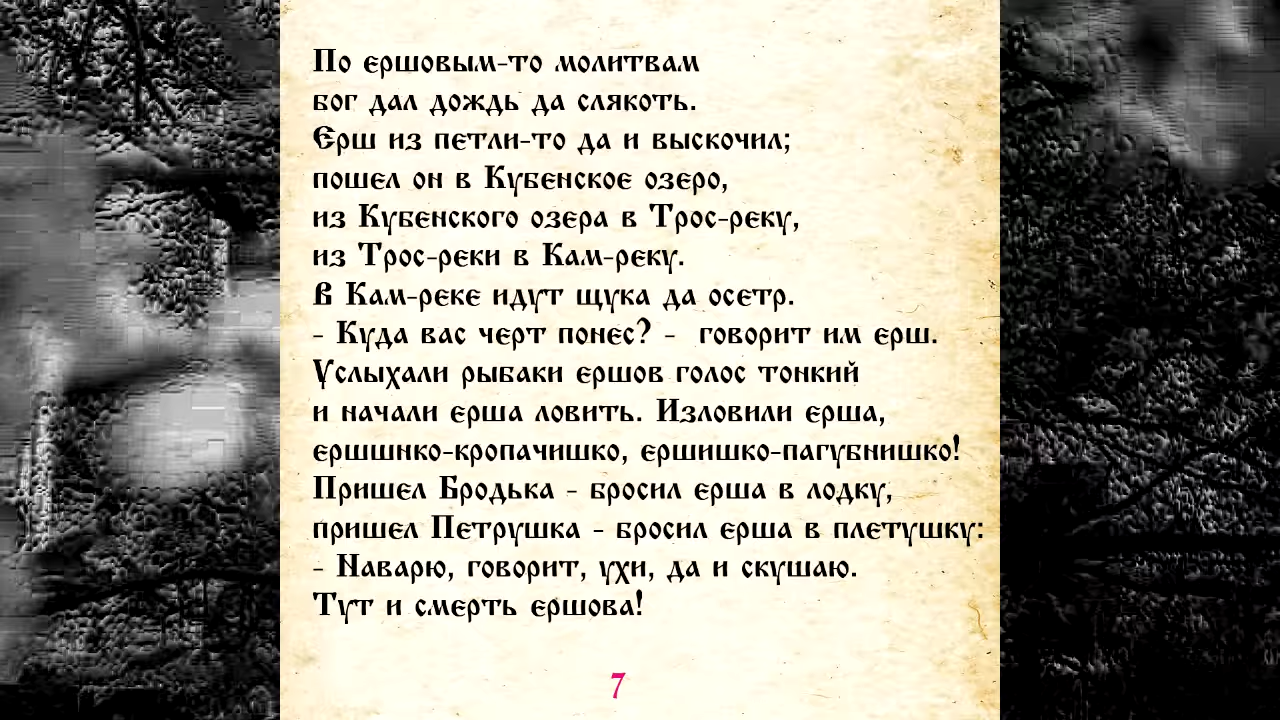 По ершовым-то молитвам
бог дал дождь да слякоть.
Ерш из петли-то да и выскочил;
пошел он в Кубенское озеро,
из Кубенского озера в Трос-реку,
из Трос-реки в Кам-реку.
В Кам-реке идут щука да осетр.
- Куда вас черт понес? - говорит им ерш.
Услыхали рыбаки ершов голос тонкий
и начали ерша ловить. Изловили ерша,
ершшнко-кропачишко, ершишко-пагубнишко!
Пришел Бродька - бросил ерша в лодку,
пришел Петрушка - бросил ерша в плетушку:
- Наварю, говорит, ухи, да и скушаю.
Тут и смерть ершова!
7